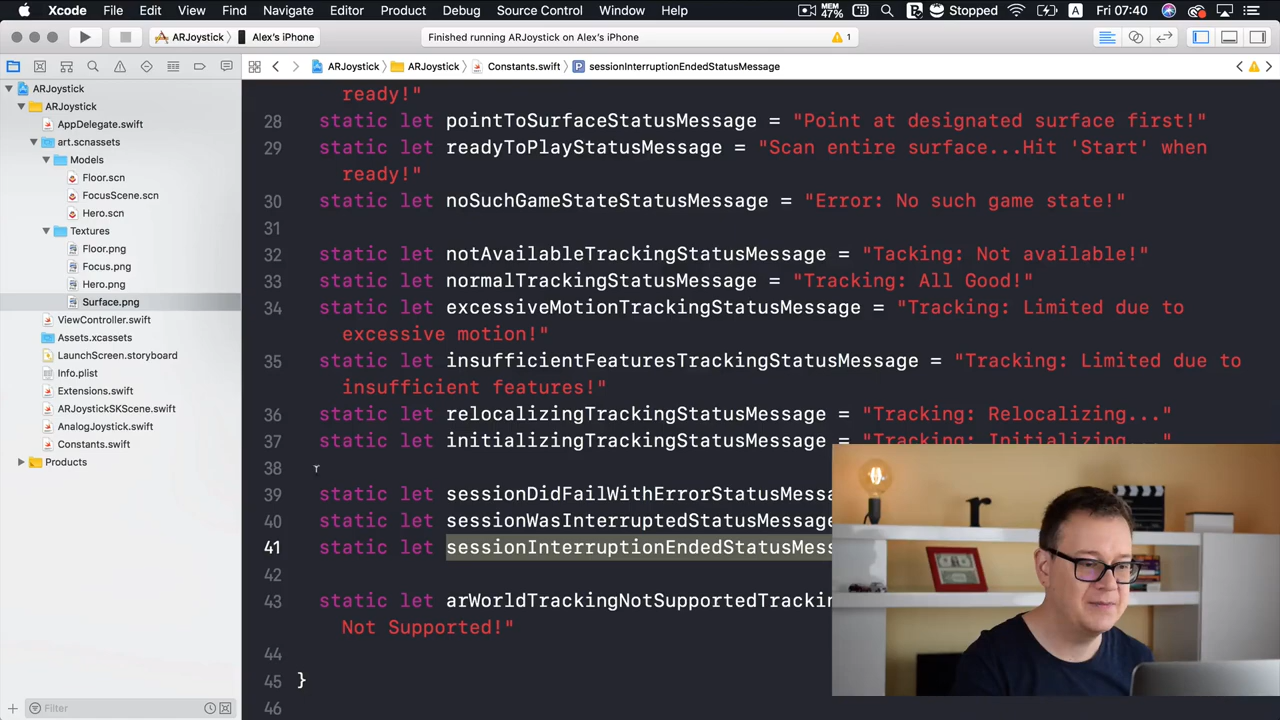 Xcode File Edit View Find Navigate Editor Product Debug Source Control Window Help MEM 47% Stopped A Fri 07:40
ARJoystick Alex's iPhone Finished running ARJoystick on Alex's iPhone 1
ARJoystick ARJoystick Constants.swift P sessionInterruptionEndedStatusMessage
ARJoystick
ARJoystick
AppDelegate.swift
art.scnassets
Models
Floor.scn
FocusScene.scn
Hero.scn
Textures
Floor.png
Focus.png
Hero.png
Surface.png
ViewController.swift
Assets.xcassets
LaunchScreen.storyboard
Info.plist
Extensions.swift
ARJoystickSKScene.swift
AnalogJoystick.swift
Constants.swift
Products
Filter
ready!"
28 static let pointToSurfaceStatusMessage = "Point at designated surface first!"
29 static let readyToPlayStatusMessage = "Scan entire surface...Hit 'Start' when
ready!"
30 static let noSuchGameStateStatusMessage = "Error: No such game state!"
31
32 static let notAvailableTrackingStatusMessage = "Tacking: Not available!"
33 static let normalTrackingStatusMessage = "Tracking: All Good!"
34 static let excessiveMotionTrackingStatusMessage = "Tracking: Limited due to
excessive motion!"
35 static let insufficientFeaturesTrackingStatusMessage = "Tracking: Limited due to
insufficient features!"
36 static let relocalizingTrackingStatusMessage = "Tracking: Relocalizing..."
37 static let initializingTrackingStatusMessage = "Tracking: Initializing..."
38
39 static let sessionDidFailWithErrorStatusMessa
40 static let sessionWasInterruptedStatusMessage
41 static let sessionInterruptionEndedStatusMess
42
43 static let arWorldTrackingNotSupportedTrackin
Not Supported!"
44
45 }
46